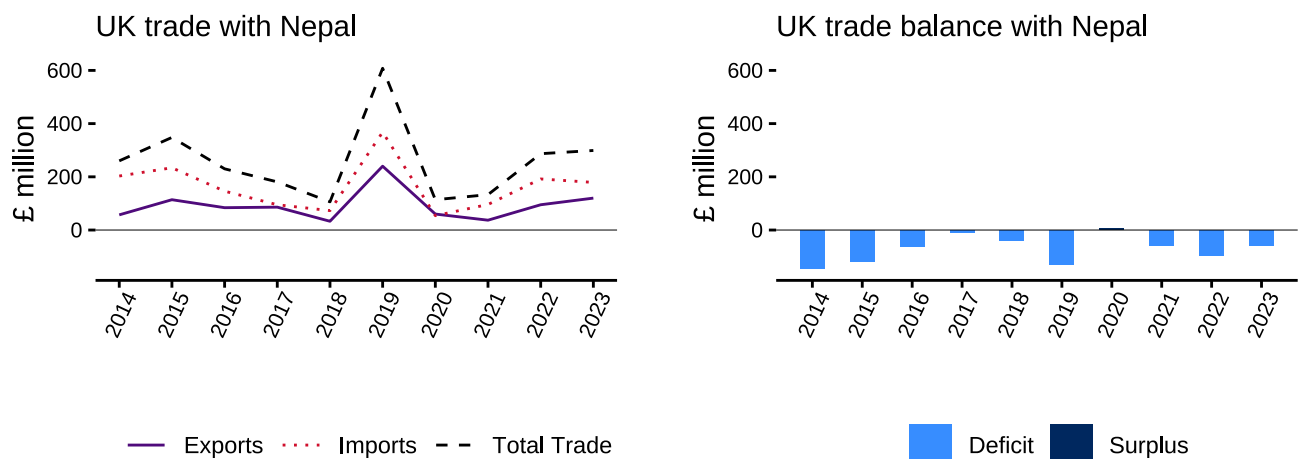 UK trade with Nepal
600
400
200
0
£ million
2014 2015 2016 2017 2018 2019 2020 2021 2022 2023
Exports Imports Total Trade
UK trade balance with Nepal
600
400
200
0
£ million
2014 2015 2016 2017 2018 2019 2020 2021 2022 2023
Deficit Surplus